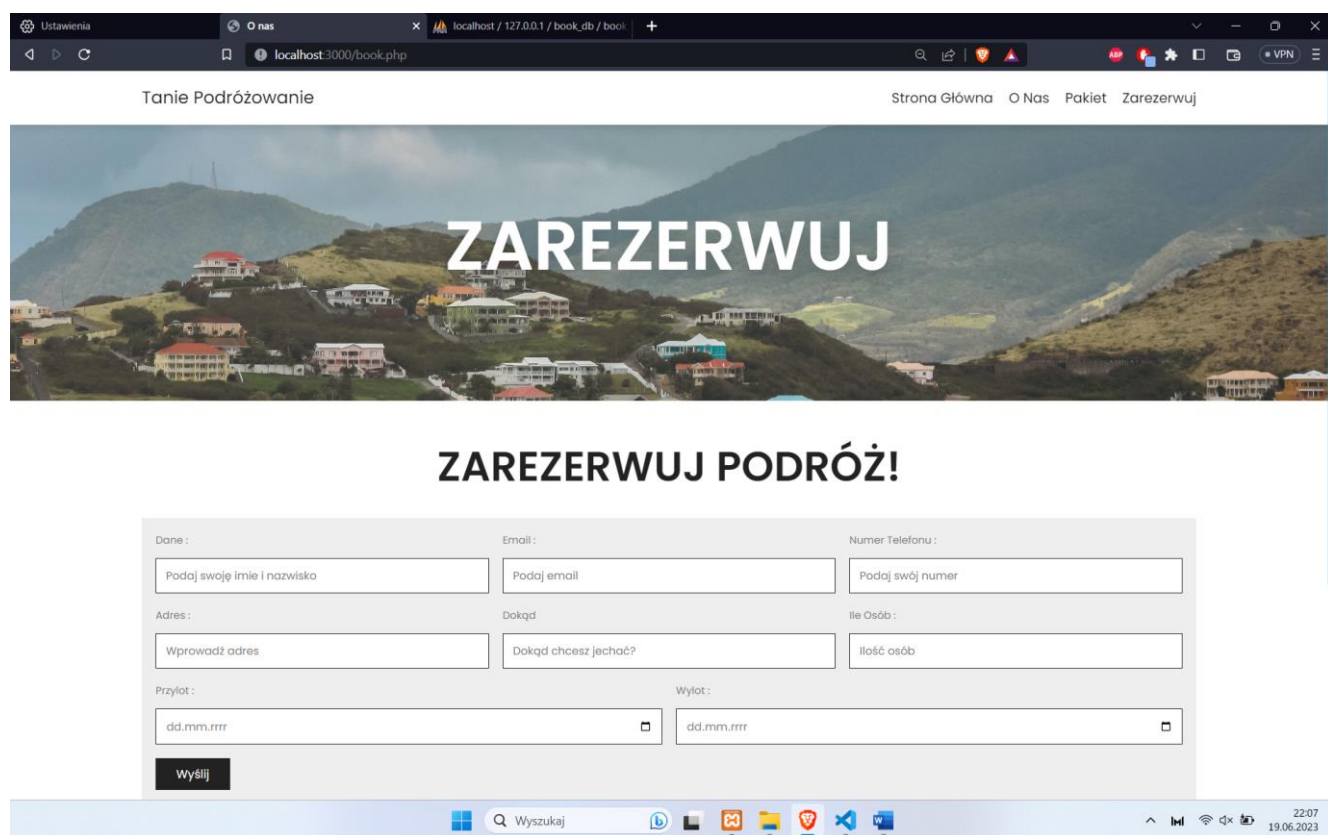 Ustawienia
O nas
localhost / 127.0.0.1 / book_db / book
localhost:3000/book.php
ABP
VPN
Tanie Podróżowanie
Strona Główna O Nas Pakiet Zarezerwuj
ZAREZERWUJ
ZAREZERWUJ PODRÓŻ!
Dane : Email : Numer Telefonu :
Podaj swoję imie i nazwisko Podaj email Podaj swój numer
Adres : Dokąd Ile Osób :
Wprowadź adres Dokąd chcesz jechać? Ilość osób
Przylot : Wylot :
dd.mm.rrrr dd.mm.rrrr
Wyślij
Wyszukaj
22:07
19.06.2023